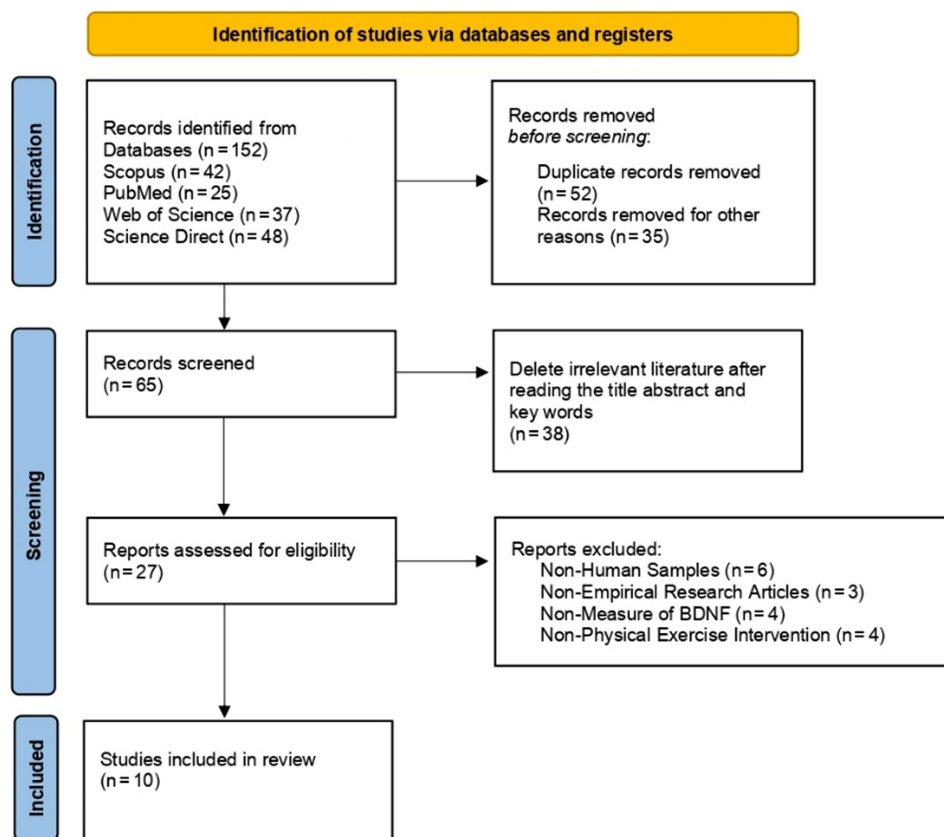 Identification of studies via databases and registers
Identification
Records identified from
Databases (n = 152)
Scopus (n = 42)
PubMed (n = 25)
Web of Science (n = 37)
Science Direct (n = 48)
Records removed
before screening:
Duplicate records removed
(n = 52)
Records removed for other
reasons (n = 35)
Screening
Records screened
(n = 65)
Delete irrelevant literature after
reading the title abstract and
key words
(n = 38)
Reports assessed for eligibility
(n = 27)
Reports excluded:
Non-Human Samples (n = 6)
Non-Empirical Research Articles (n = 3)
Non-Measure of BDNF (n = 4)
Non-Physical Exercise Intervention (n = 4)
Included
Studies included in review
(n = 10)